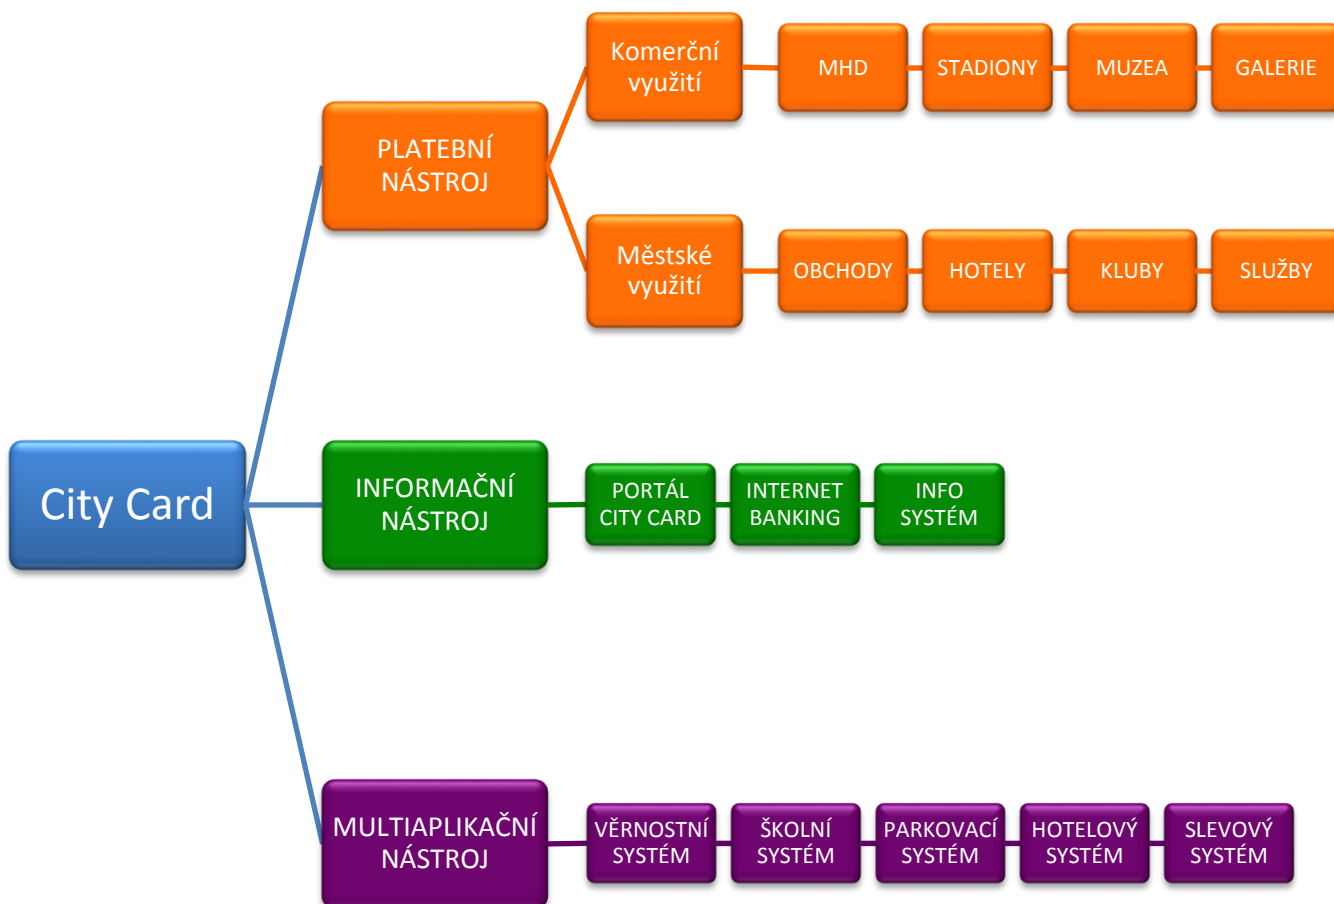 Komerční
využití
MHD
STADIONY
MUZEA
GALERIE
PLATEBNÍ
NÁSTROJ
Městské
využití
OBCHODY
HOTELY
KLUBY
SLUŽBY
City Card
INFORMAČNÍ
NÁSTROJ
PORTÁL
CITY CARD
INTERNET
BANKING
INFO
SYSTÉM
MULTIAPLIKAČNÍ
NÁSTROJ
VĚRNOSTNÍ
SYSTÉM
ŠKOLNÍ
SYSTÉM
PARKOVACÍ
SYSTÉM
HOTELOVÝ
SYSTÉM
SLEVOVÝ
SYSTÉM